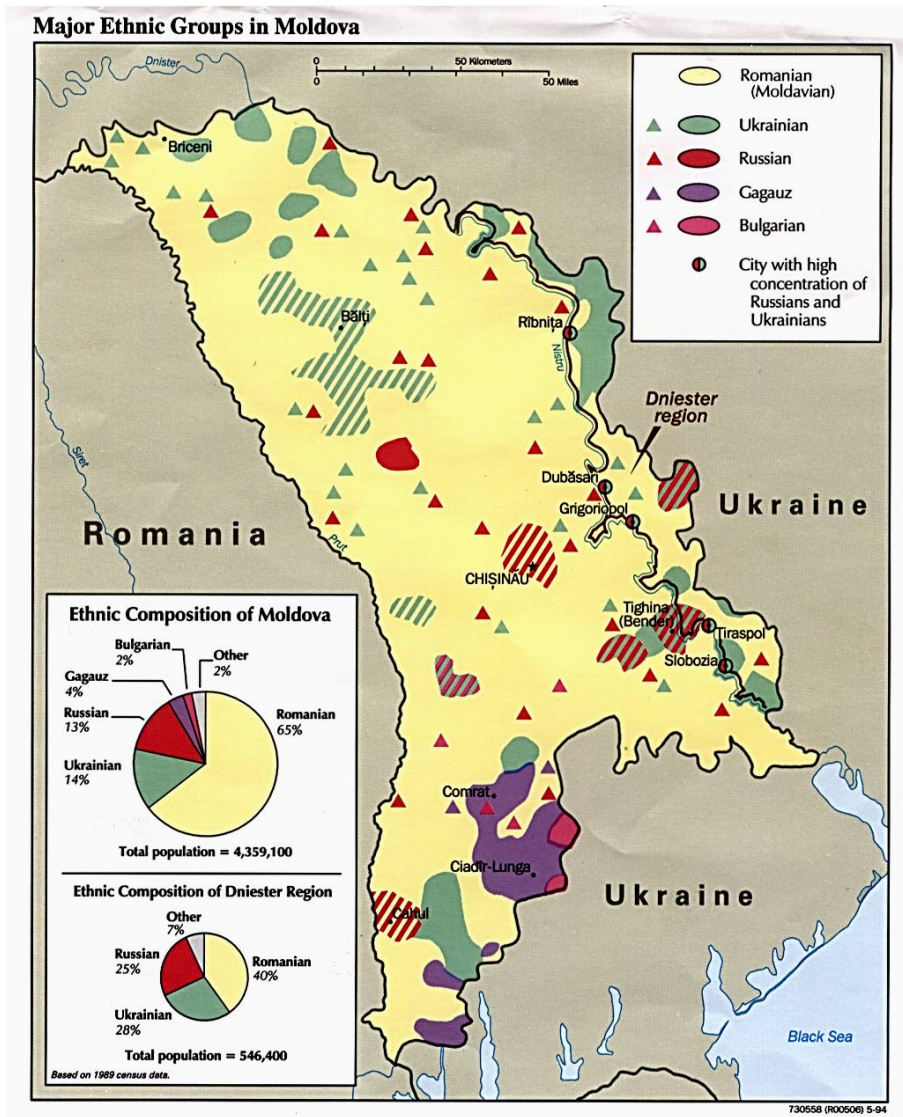 Major Ethnic Groups in Moldova
Dnister
0 50 Kilometers
0 50 Miles
Romanian
(Moldavian)
Ukrainian
Russian
Gagauz
Bulgarian
City with high
concentration of
Russians and
Ukrainians
Briceni
Bălți
Rîbnița
Nistru
Dniester
region
Siret
Dubăsari
Grigoriopol
Ukraine
Romania
Prut
CHIȘINĂU
Tighina
(Bender)
Tiraspol
Slobozia
Comrat
Ciadîr-Lunga
Ukraine
Cahul
Black Sea
Ethnic Composition of Moldova
Bulgarian
2%
Other
2%
Gagauz
4%
Russian
13%
Romanian
65%
Ukrainian
14%
Total population = 4,359,100
Ethnic Composition of Dniester Region
Other
7%
Russian
25%
Romanian
40%
Ukrainian
28%
Total population = 546,400
Based on 1989 census data.
730558 (R00506) 5-94